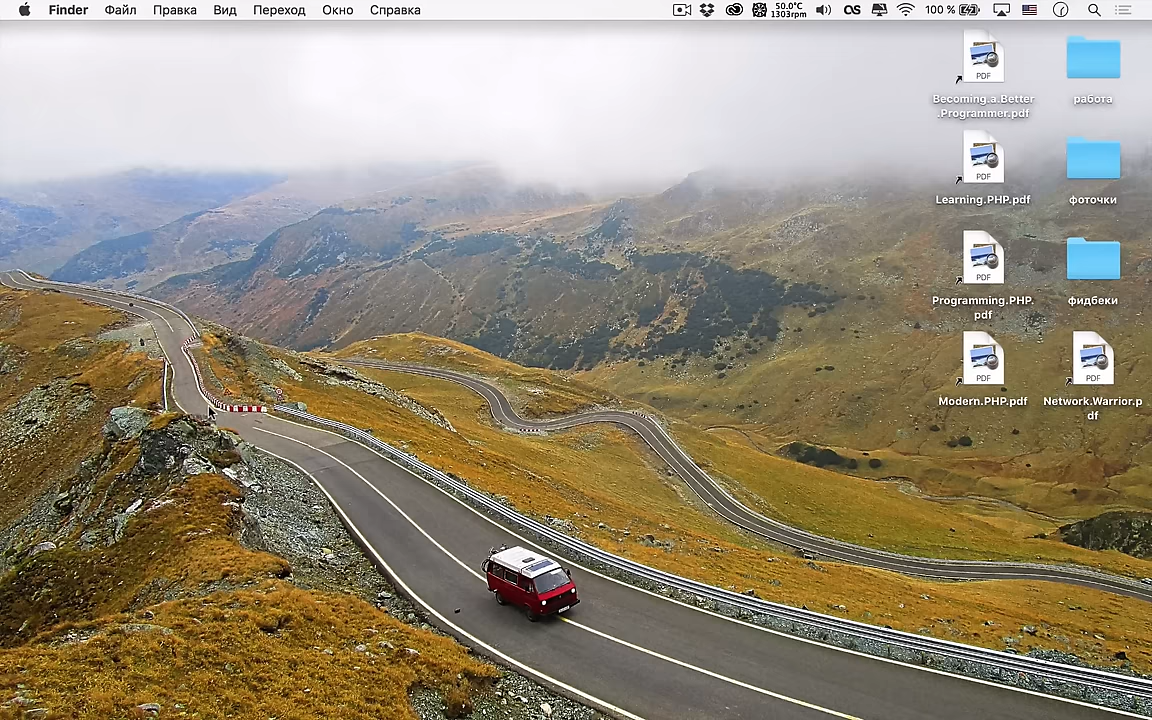 Finder Файл Правка Вид Переход Окно Справка
50.0°C
1303rpm
100 %
PDF
Becoming.a.Better
.Programmer.pdf
работа
PDF
Learning.PHP.pdf
фоточки
PDF
Programming.PHP.
pdf
фидбеки
PDF
Modern.PHP.pdf
PDF
Network.Warrior.p
df